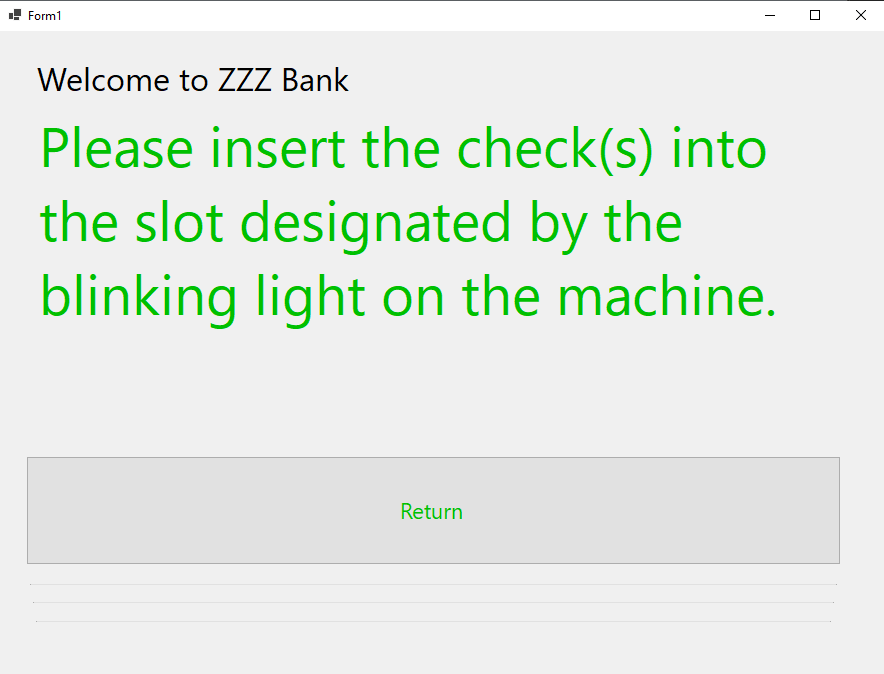 Form1
Welcome to ZZZ Bank
Please insert the check(s) into
the slot designated by the
blinking light on the machine.
Return